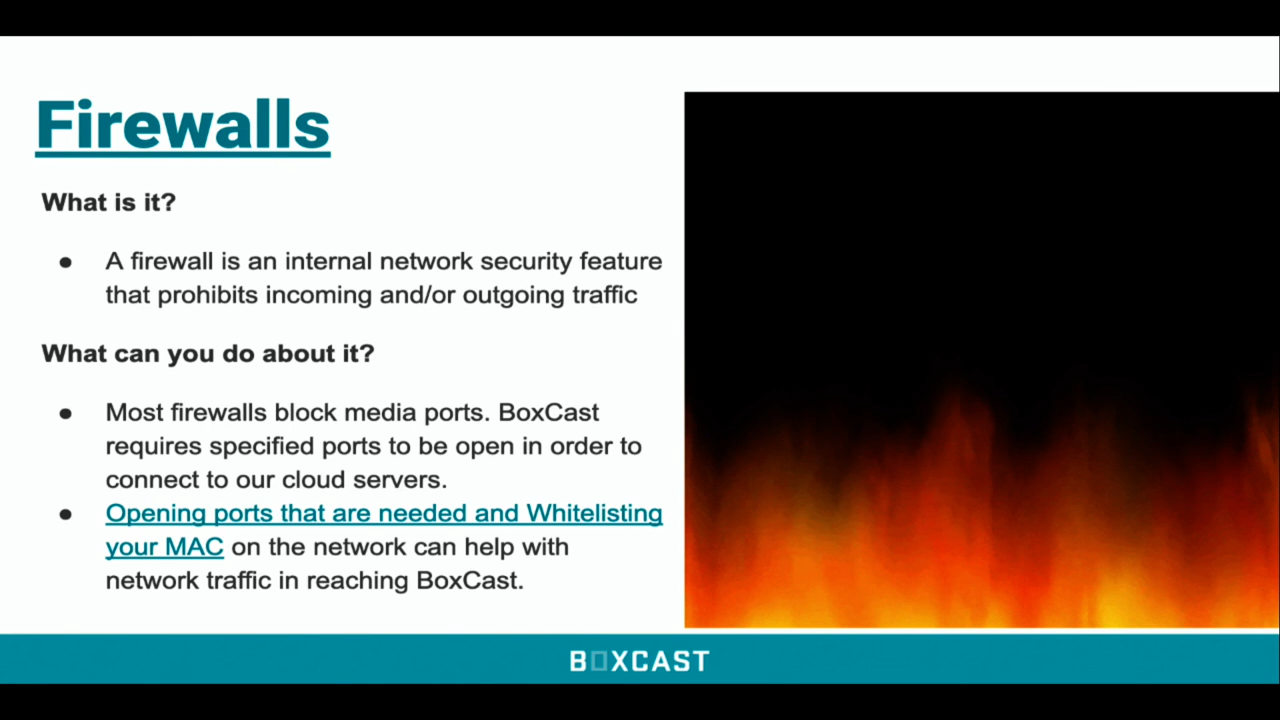 Firewalls
What is it?
● A firewall is an internal network security feature
that prohibits incoming and/or outgoing traffic
What can you do about it?
● Most firewalls block media ports. BoxCast
requires specified ports to be open in order to
connect to our cloud servers.
● Opening ports that are needed and Whitelisting
your MAC on the network can help with
network traffic in reaching BoxCast.
BOXCAST